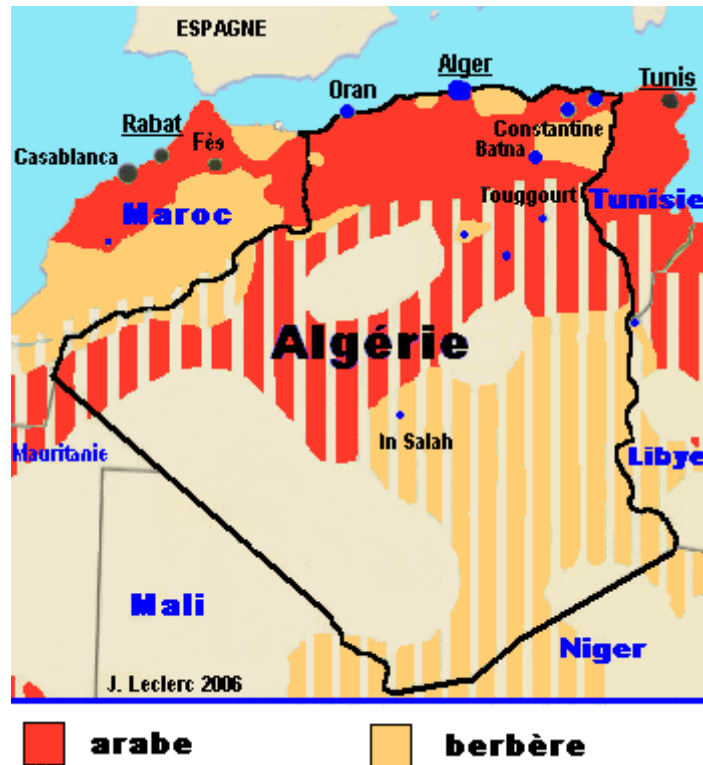 ESPAGNE
Alger
Oran
Tunis
Constantine
Rabat
Fès
Batna
Casablanca
Touggourt
Tunisie
Maroc
Algérie
In Salah
Mauritanie
Libye
Mali
Niger
J. Leclerc 2006
arabe
berbère